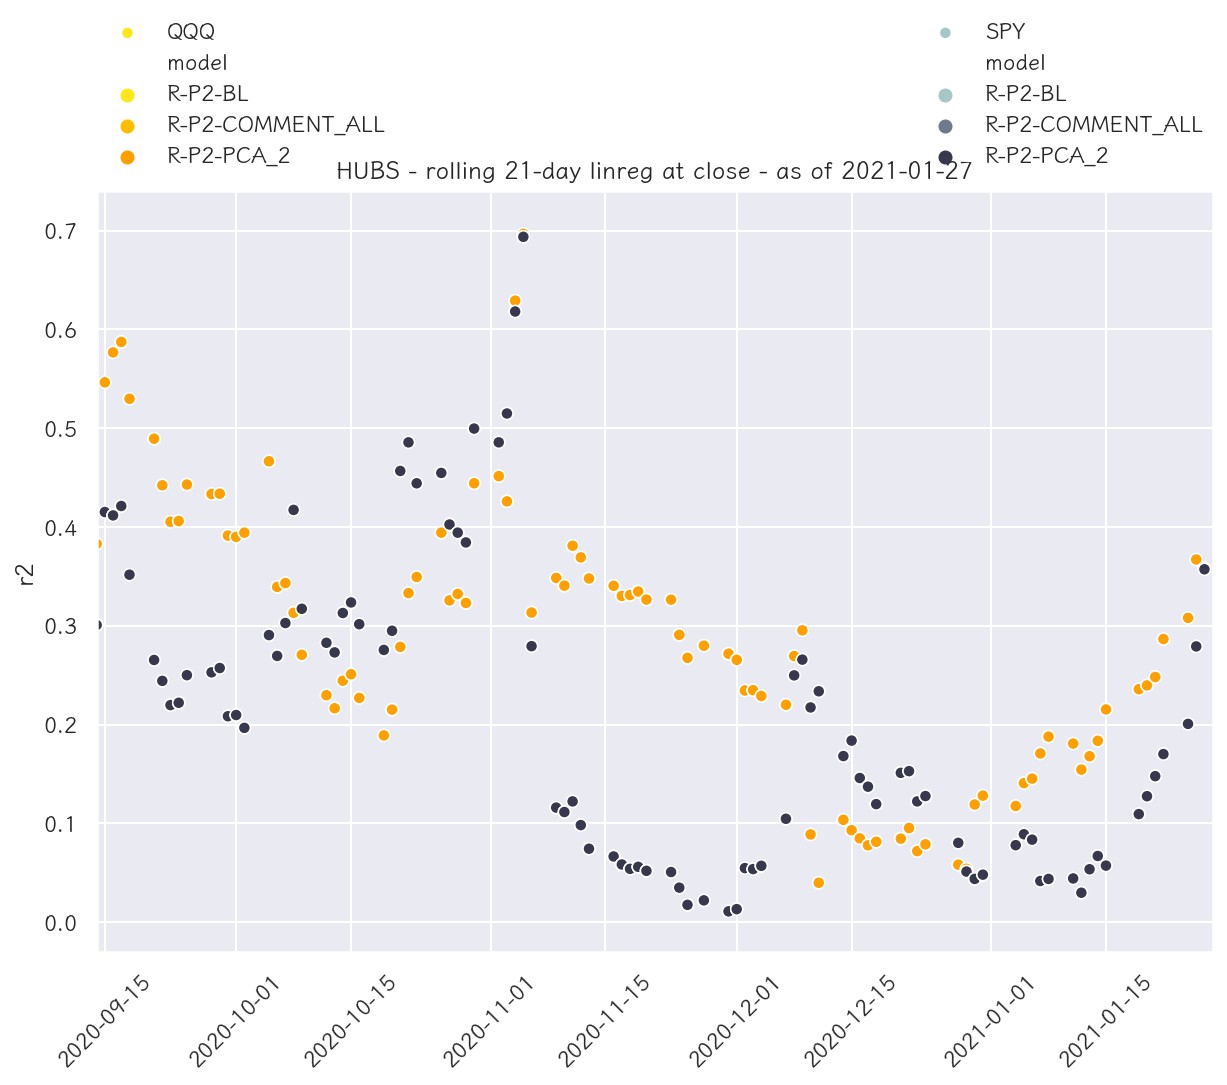 QQQ
model
R-P2-BL
R-P2-COMMENT_ALL
R-P2-PCA_2
SPY
model
R-P2-BL
R-P2-COMMENT_ALL
R-P2-PCA_2
HUBS - rolling 21-day linreg at close - as of 2021-01-27
r2
0.7
0.6
0.5
0.4
0.3
0.2
0.1
0.0
2020-09-15
2020-10-01
2020-10-15
2020-11-01
2020-11-15
2020-12-01
2020-12-15
2021-01-01
2021-01-15